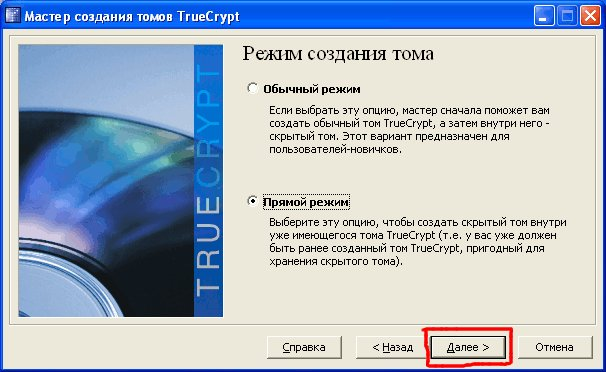 Мастер создания томов TrueCrypt
TRUECRYPT
Режим создания тома
Обычный режим
Если выбрать эту опцию, мастер сначала поможет вам
создать обычный том TrueCrypt, а затем внутри него -
скрытый том. Этот вариант предназначен для
пользователей-новичков.
Прямой режим
Выберите эту опцию, чтобы создать скрытый том внутри
уже имеющегося тома TrueCrypt (т.е. у вас уже должен
быть ранее созданный том TrueCrypt, пригодный для
хранения скрытого тома).
Справка
< Назад
Далее >
Отмена